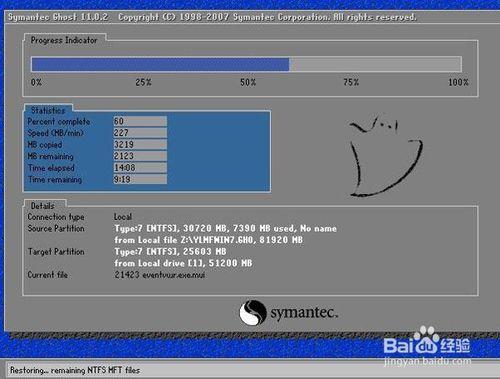 Symantec Ghost 11.0.2 Copyright (C) 1998-2007 Symantec Corporation. All rights reserved.
Progress Indicator
0% 25% 50% 75% 100%
Statistics
Percent complete 60
Speed (MB/min) 227
MB copied 3219
MB remaining 2123
Time elapsed 14:08
Time remaining 9:19
Details
Connection type Local
Source Partition Type:7 [NTFS], 30720 MB, 7390 MB used, No name
from Local file Z:\YLMFWIN7.GHO, 81920 MB
Target Partition Type:7 [NTFS], 25603 MB
from Local drive [1], 51200 MB
Current file 21423 eventvwr.exe.mui
symantec.
Baidu 经验
jingyan.baidu.com
Restoring... remaining NTFS MFT files